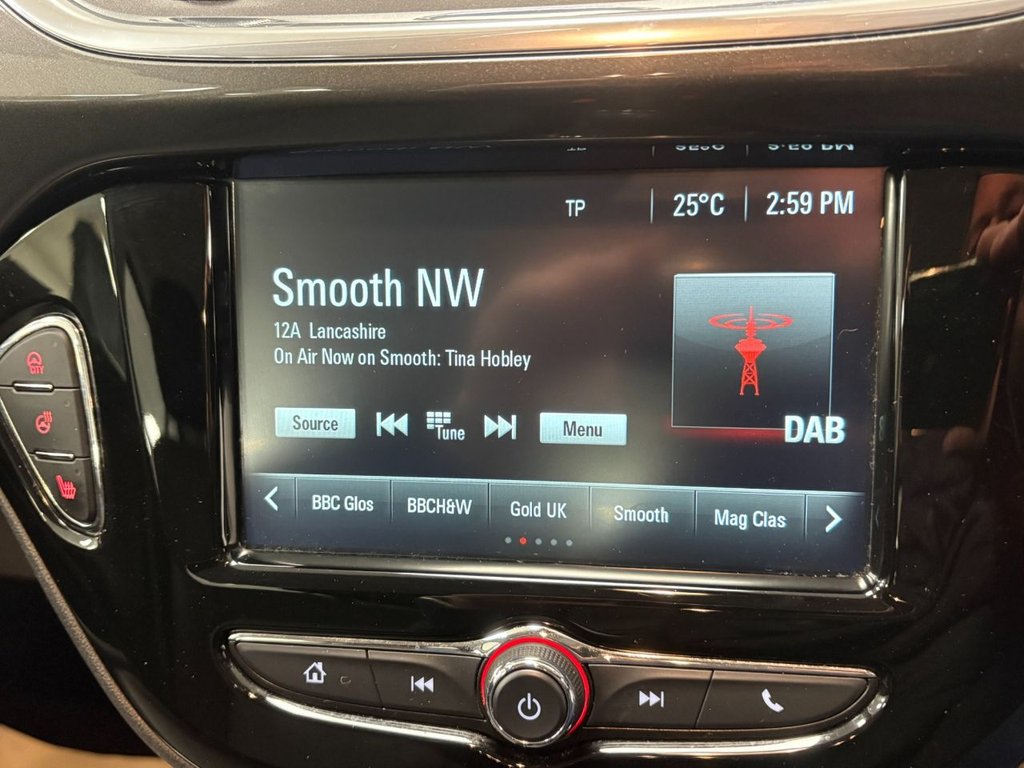 TP 25°C 2:59 PM
Smooth NW
12A Lancashire
On Air Now on Smooth: Tina Hobley
Source Tune Menu
DAB
BBC Glos BBCH&W Gold UK Smooth Mag Clas
CITY